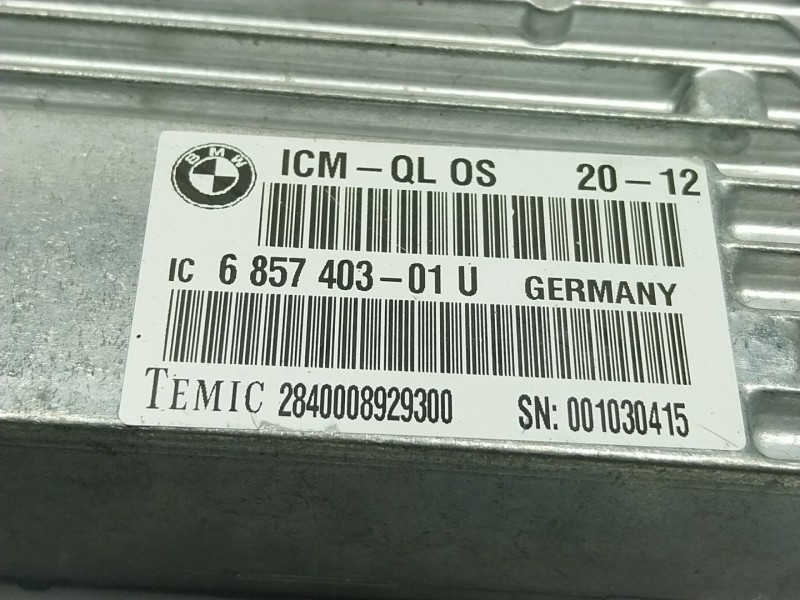 BMW
ICM-QL OS 20-12
IC 6 857 403-01 U GERMANY
TEMIC 2840008929300 SN: 001030415